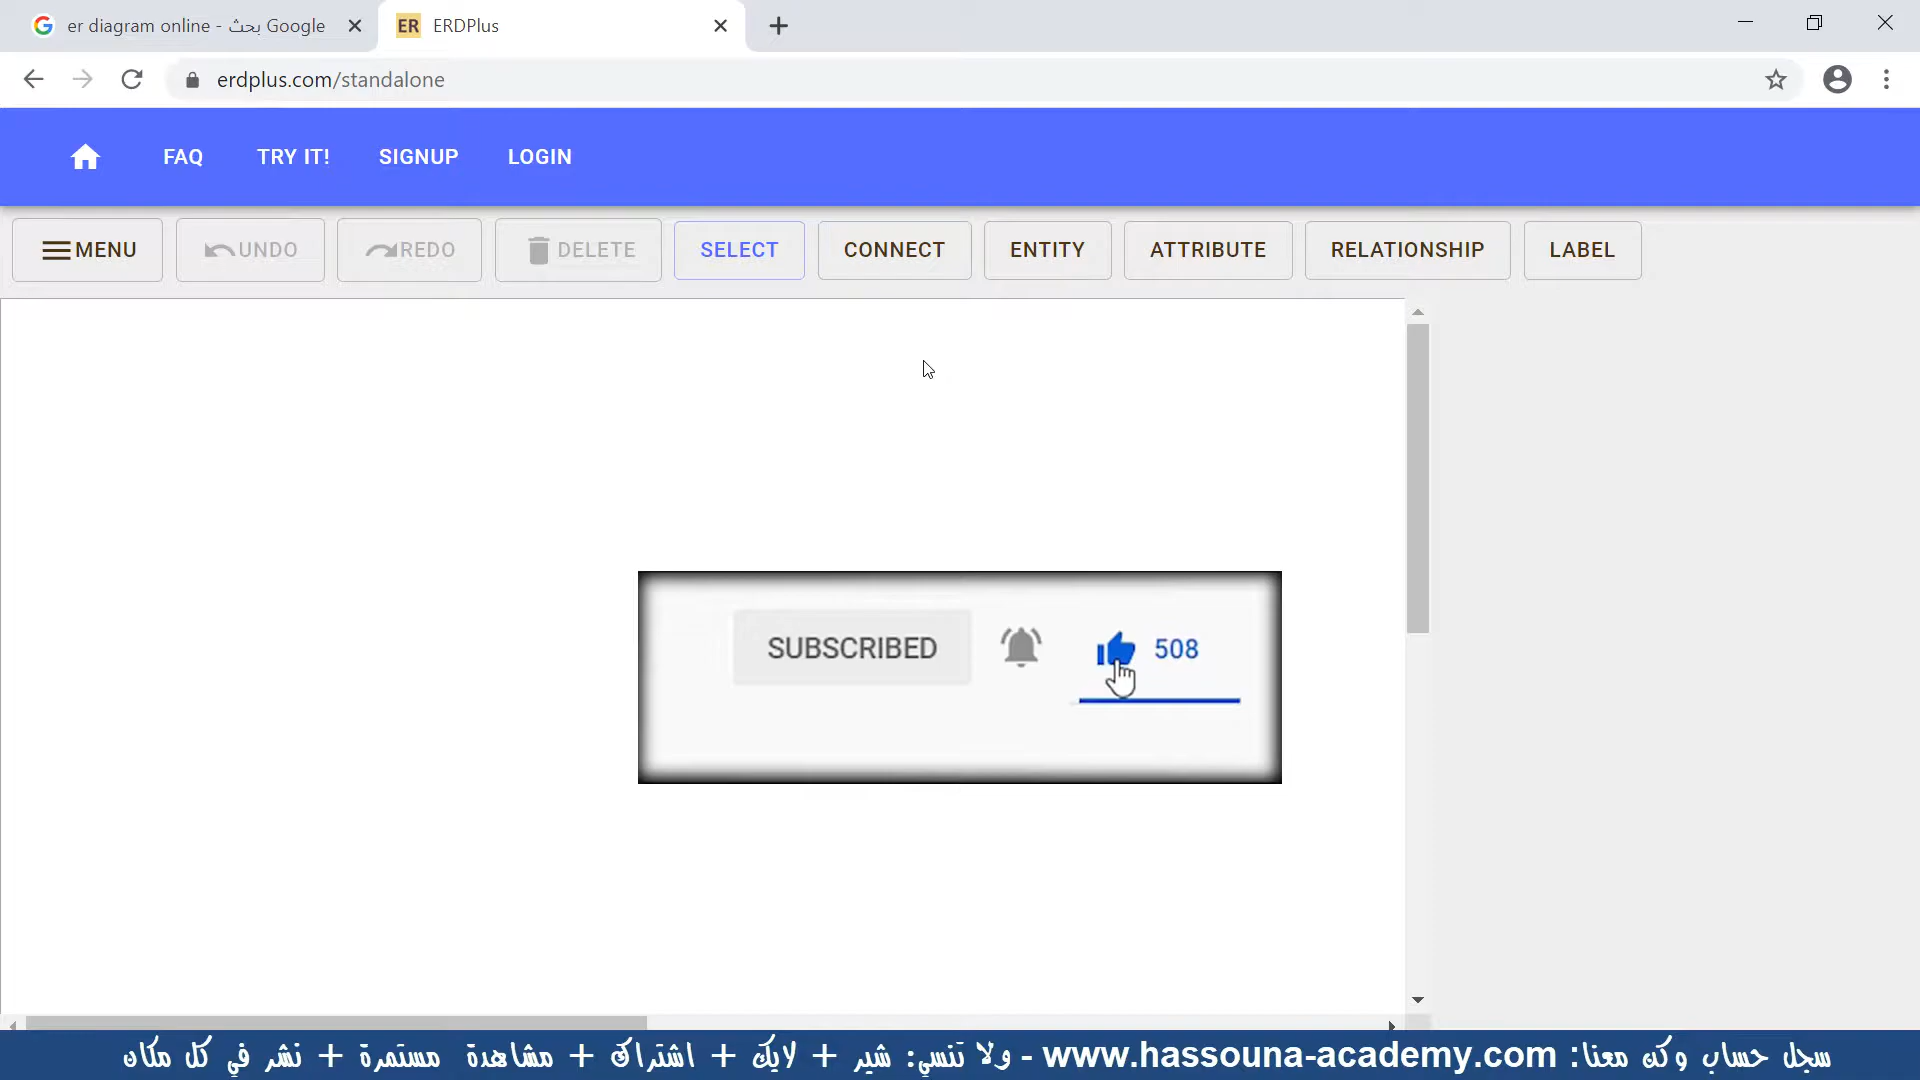 er diagram online - بحث Google
ER ERDPlus
erdplus.com/standalone
FAQ TRY IT! SIGNUP LOGIN
MENU UNDO REDO DELETE SELECT CONNECT ENTITY ATTRIBUTE RELATIONSHIP LABEL
SUBSCRIBED 508
سجل حساب وكن معنا: www.hassouna-academy.com - ولا تنسي: شير + لايك + اشتراك + مشاهدة مستمرة + نشر في كل مكان